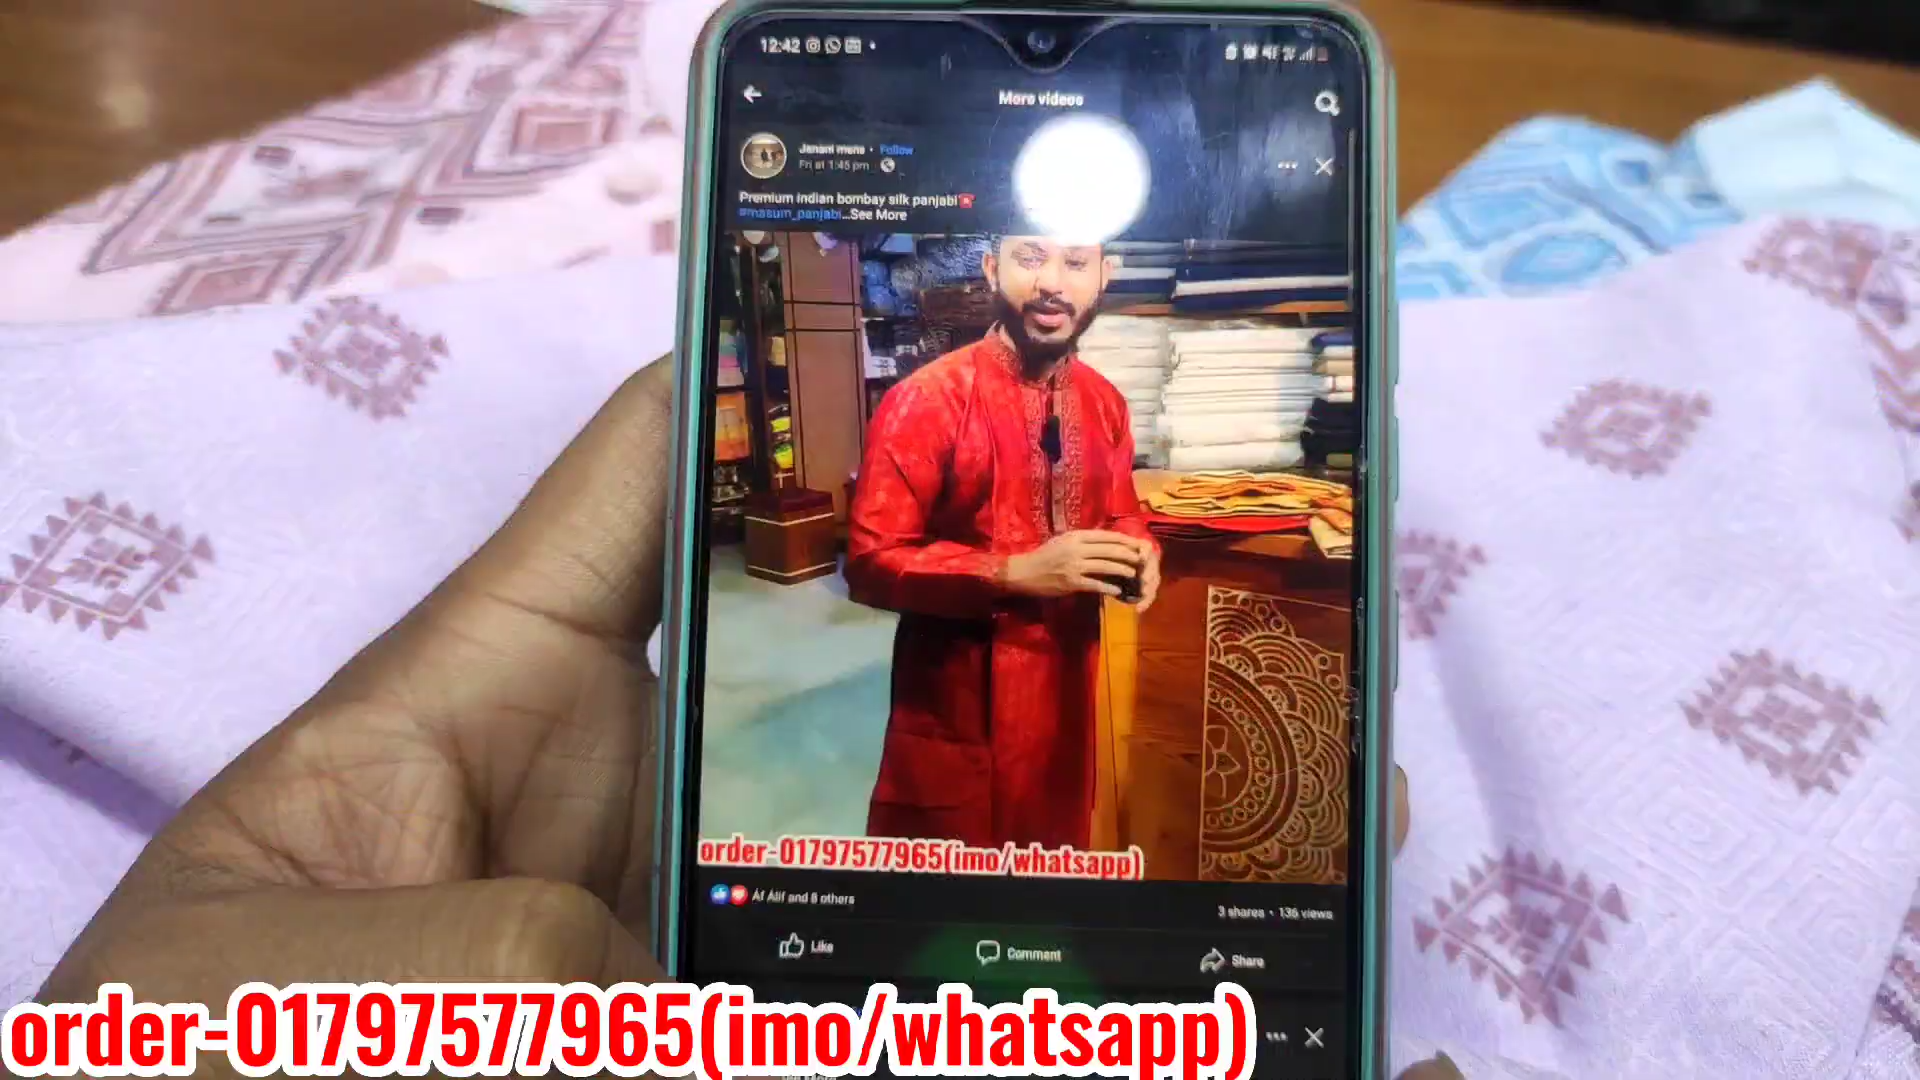 12:42
More videos
Janani mens · Follow
Fri at 1:45 pm
Premium indian bombay silk panjabi
#masum_panjabi...See More
order-01797577965(imo/whatsapp)
Af Alif and 8 others
3 shares · 136 views
Like
Comment
Share
order-01797577965(imo/whatsapp)